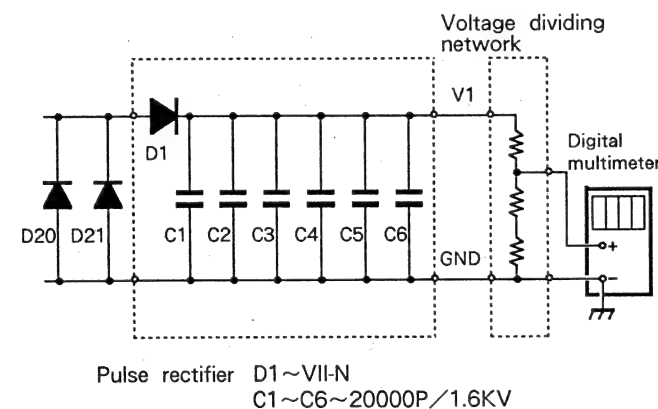 Voltage dividing
network
V1
Digital
multimeter
D1
D20 D21 C1 C2 C3 C4 C5 C6
GND
+
−
Pulse rectifier D1~VII-N
C1~C6~20000P/1.6KV